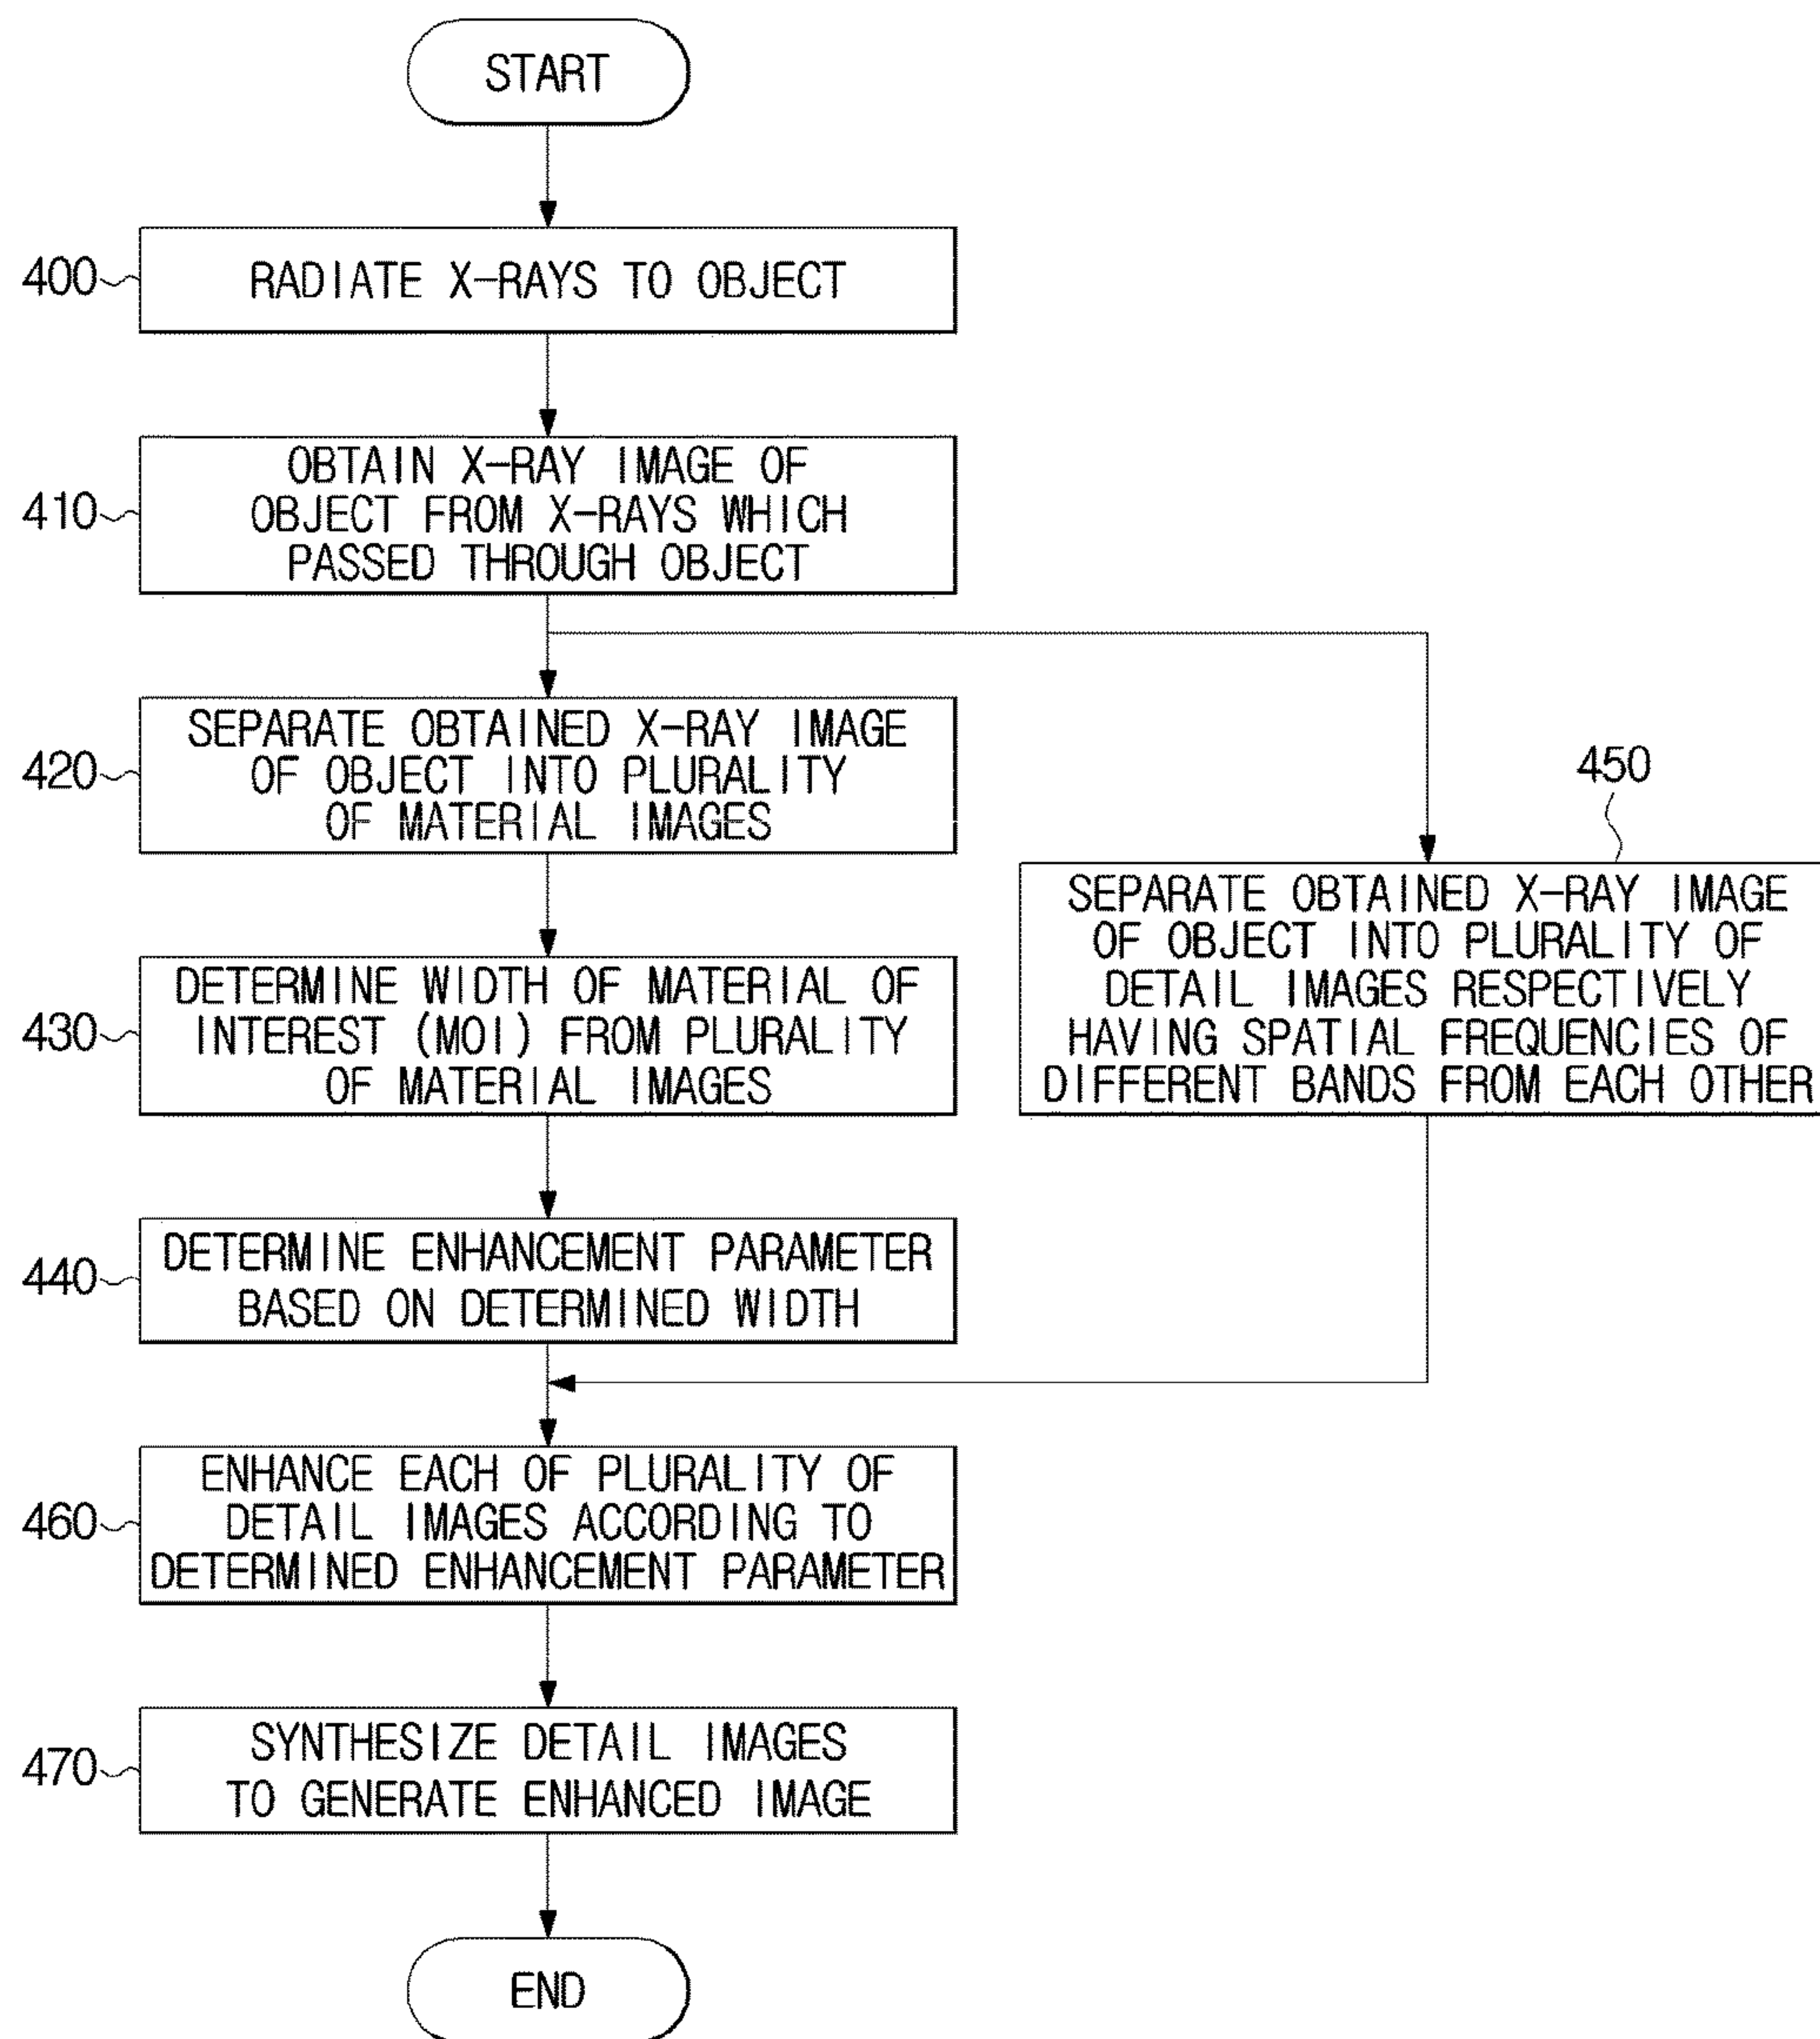 START
400
RADIATE X-RAYS TO OBJECT
410
OBTAIN X-RAY IMAGE OF
OBJECT FROM X-RAYS WHICH
PASSED THROUGH OBJECT
420
SEPARATE OBTAINED X-RAY IMAGE
OF OBJECT INTO PLURALITY
OF MATERIAL IMAGES
430
DETERMINE WIDTH OF MATERIAL OF
INTEREST (MOI) FROM PLURALITY
OF MATERIAL IMAGES
440
DETERMINE ENHANCEMENT PARAMETER
BASED ON DETERMINED WIDTH
450
SEPARATE OBTAINED X-RAY IMAGE
OF OBJECT INTO PLURALITY OF
DETAIL IMAGES RESPECTIVELY
HAVING SPATIAL FREQUENCIES OF
DIFFERENT BANDS FROM EACH OTHER
460
ENHANCE EACH OF PLURALITY OF
DETAIL IMAGES ACCORDING TO
DETERMINED ENHANCEMENT PARAMETER
470
SYNTHESIZE DETAIL IMAGES
TO GENERATE ENHANCED IMAGE
END